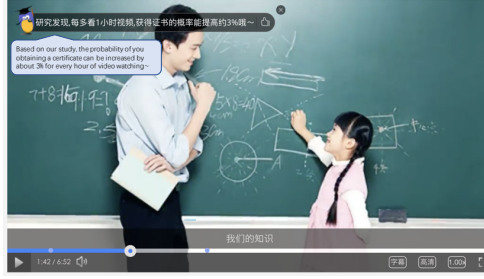 研究发现,每多看1小时视频,获得证书的概率能提高约3%哦～
Based on our study, the probability of you
obtaining a certificate can be increased by
about 3% for every hour of video watching~
5×8=40
A
我们的知识
1:42 / 6:52
字幕
高清
1.00x